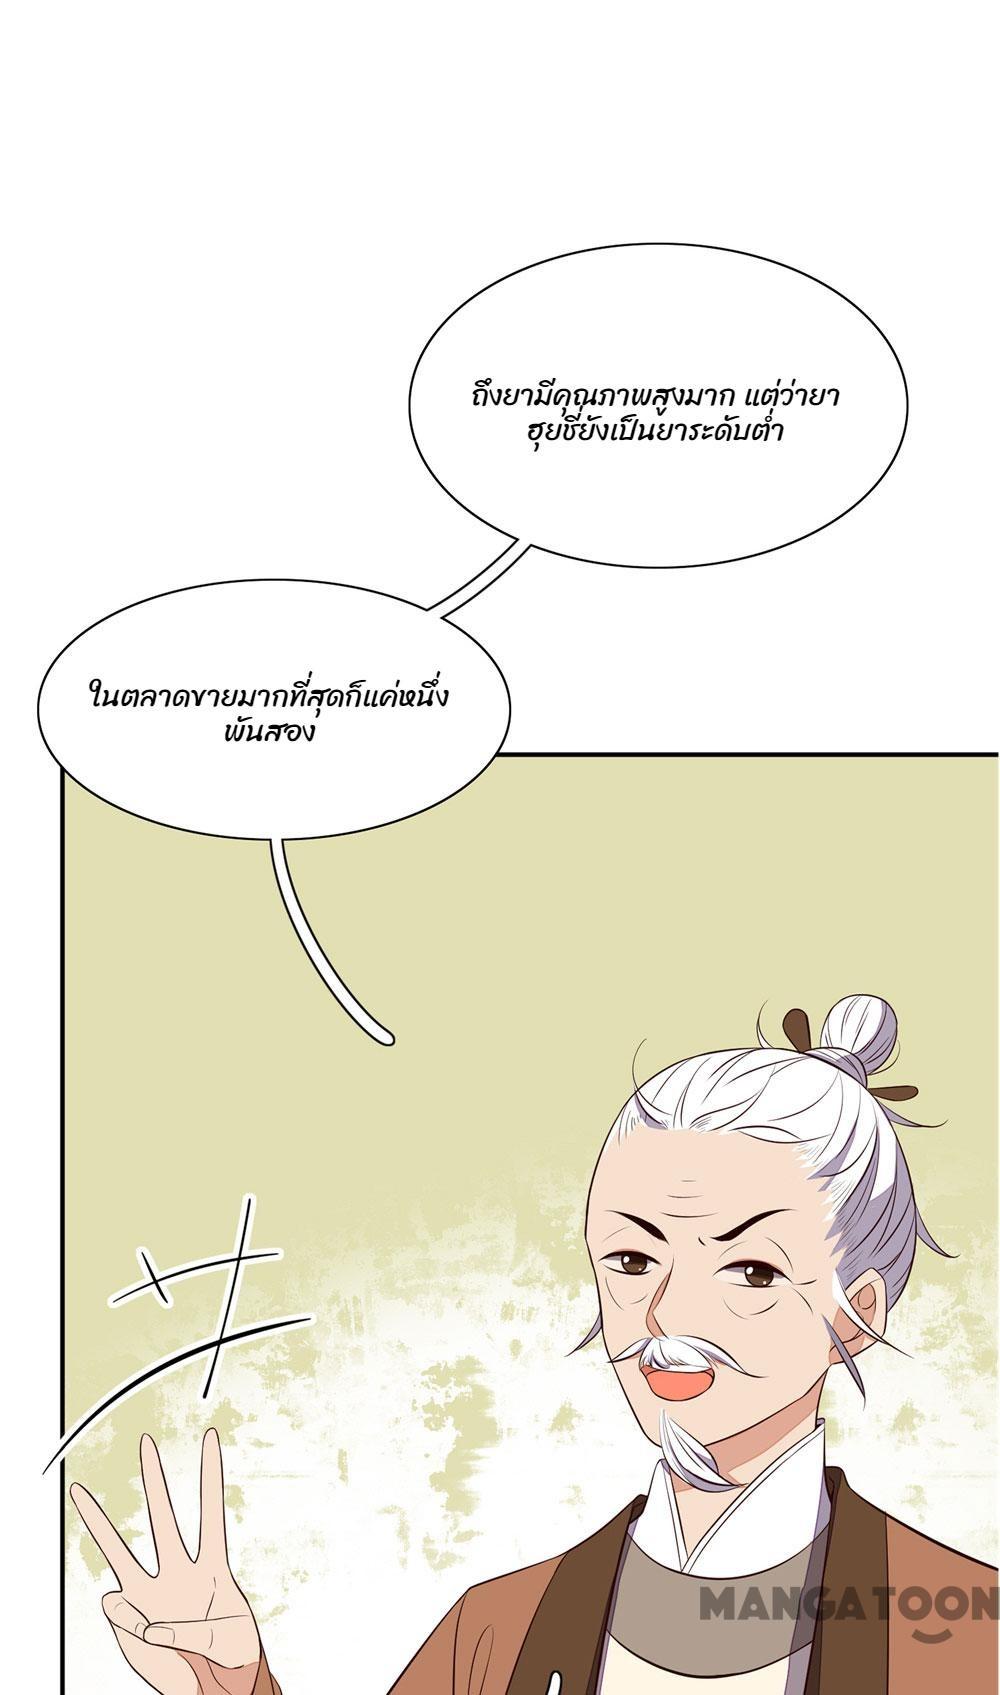 ถึงยามีคุณภาพสูงมาก แต่ว่ายา
ฮุยชี่ยังเป็นยาระดับต่ำ
ในตลาดขายมากที่สุดก็แค่หนึ่ง
พันสอง
MANGATOON